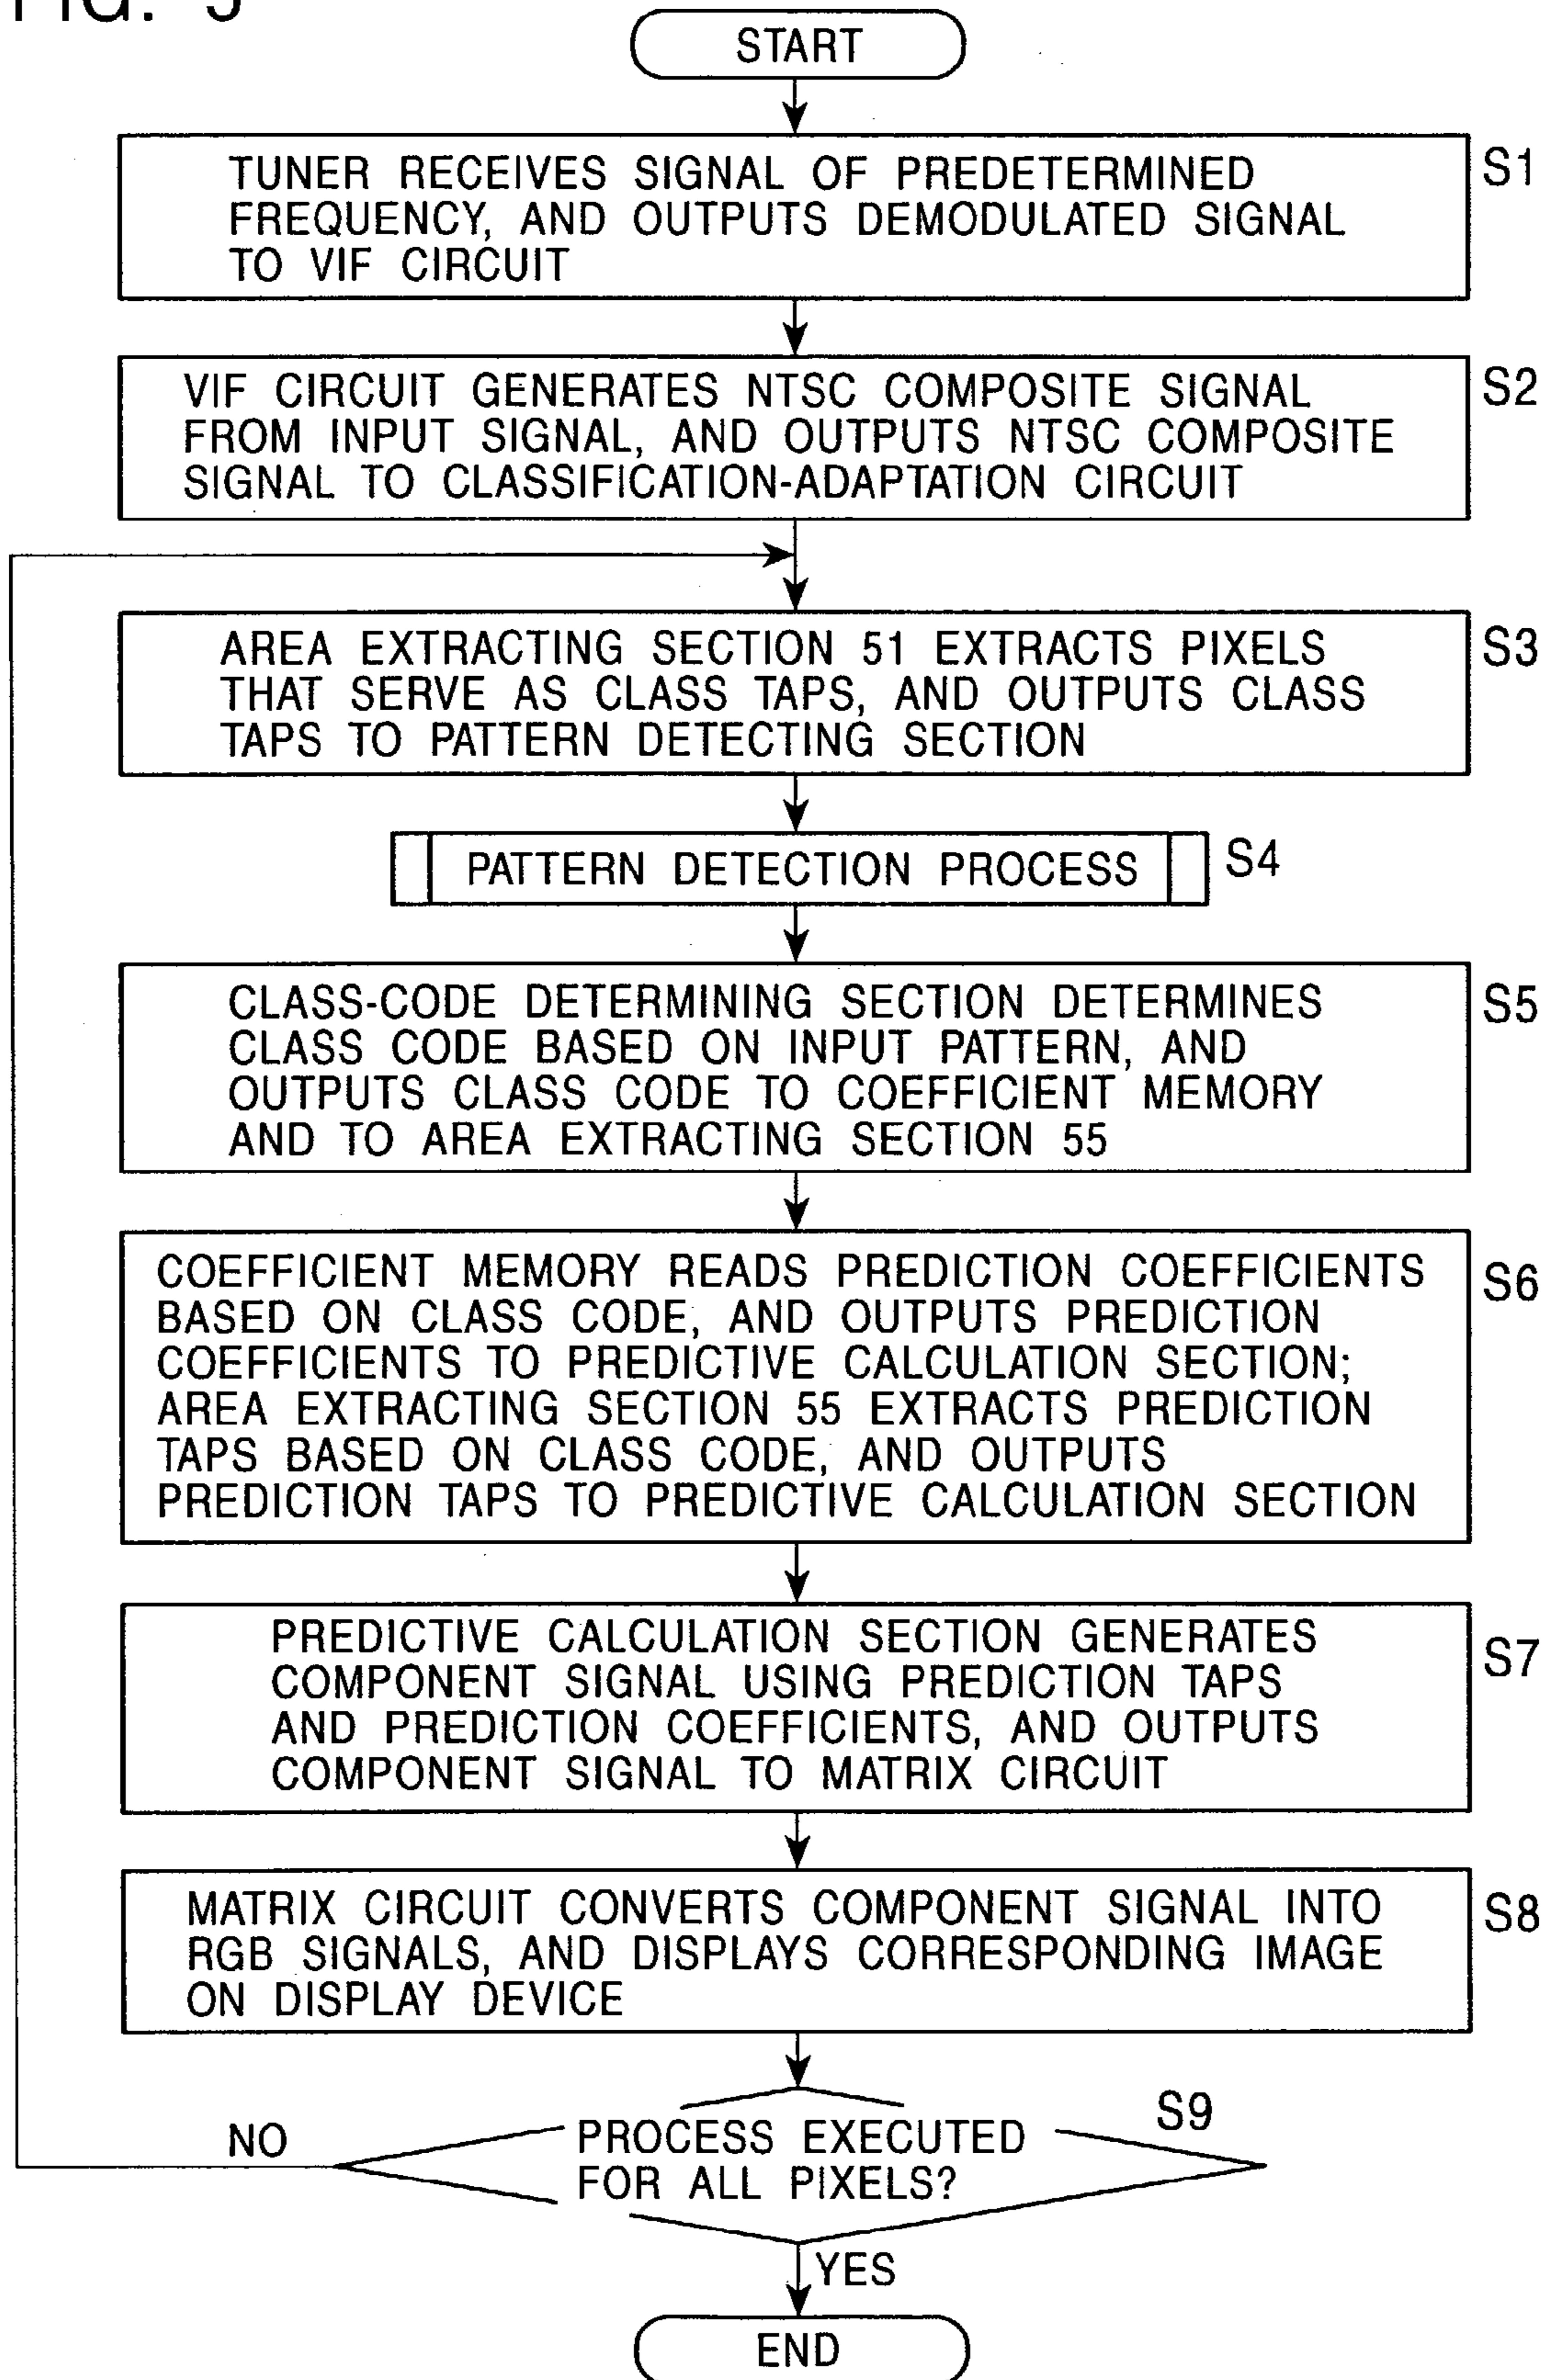 START
TUNER RECEIVES SIGNAL OF PREDETERMINED
FREQUENCY, AND OUTPUTS DEMODULATED SIGNAL
TO VIF CIRCUIT
S1
VIF CIRCUIT GENERATES NTSC COMPOSITE SIGNAL
FROM INPUT SIGNAL, AND OUTPUTS NTSC COMPOSITE
SIGNAL TO CLASSIFICATION-ADAPTATION CIRCUIT
S2
AREA EXTRACTING SECTION 51 EXTRACTS PIXELS
THAT SERVE AS CLASS TAPS, AND OUTPUTS CLASS
TAPS TO PATTERN DETECTING SECTION
S3
PATTERN DETECTION PROCESS
S4
CLASS-CODE DETERMINING SECTION DETERMINES
CLASS CODE BASED ON INPUT PATTERN, AND
OUTPUTS CLASS CODE TO COEFFICIENT MEMORY
AND TO AREA EXTRACTING SECTION 55
S5
COEFFICIENT MEMORY READS PREDICTION COEFFICIENTS
BASED ON CLASS CODE, AND OUTPUTS PREDICTION
COEFFICIENTS TO PREDICTIVE CALCULATION SECTION;
AREA EXTRACTING SECTION 55 EXTRACTS PREDICTION
TAPS BASED ON CLASS CODE, AND OUTPUTS
PREDICTION TAPS TO PREDICTIVE CALCULATION SECTION
S6
PREDICTIVE CALCULATION SECTION GENERATES
COMPONENT SIGNAL USING PREDICTION TAPS
AND PREDICTION COEFFICIENTS, AND OUTPUTS
COMPONENT SIGNAL TO MATRIX CIRCUIT
S7
MATRIX CIRCUIT CONVERTS COMPONENT SIGNAL INTO
RGB SIGNALS, AND DISPLAYS CORRESPONDING IMAGE
ON DISPLAY DEVICE
S8
PROCESS EXECUTED
FOR ALL PIXELS?
S9
NO
YES
END